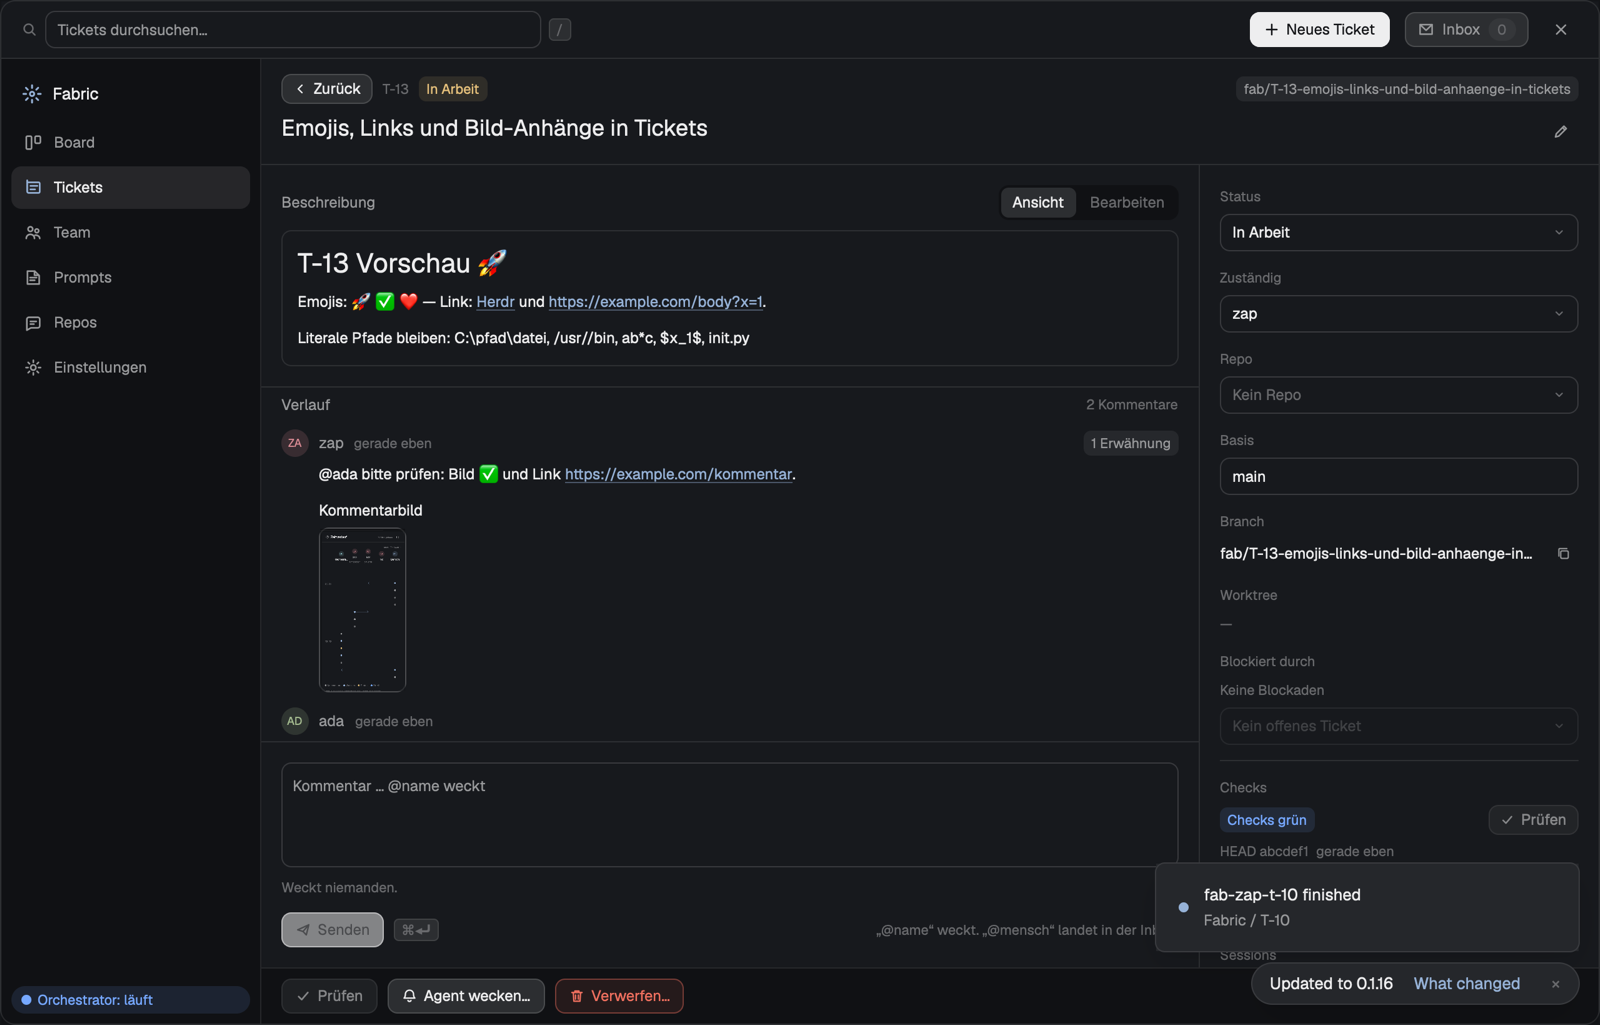 Tickets durchsuchen...
/
Neues Ticket
Inbox 0
Fabric
Board
Tickets
Team
Prompts
Repos
Einstellungen
Orchestrator: läuft
Zurück
T-13
In Arbeit
fab/T-13-emojis-links-und-bild-anhaenge-in-tickets
Emojis, Links und Bild-Anhänge in Tickets
Beschreibung
Ansicht
Bearbeiten
T-13 Vorschau 🚀
Emojis: 🚀 ✅ ❤️ — Link: Herdr und https://example.com/body?x=1.
Literale Pfade bleiben: C:\pfad\datei, /usr//bin, ab*c, $x_1$, init.py
Verlauf
2 Kommentare
ZA
zap gerade eben
1 Erwähnung
@ada bitte prüfen: Bild ✅ und Link https://example.com/kommentar.
Kommentarbild
AD
ada gerade eben
Kommentar ... @name weckt
Weckt niemanden.
Senden
⌘↵
„@name“ weckt. „@mensch“ landet in der
Prüfen
Agent wecken...
Verwerfen...
Status
In Arbeit
Zuständig
zap
Repo
Kein Repo
Basis
main
Branch
fab/T-13-emojis-links-und-bild-anhaenge-in...
Worktree
—
Blockiert durch
Keine Blockaden
Kein offenes Ticket
Checks
Checks grün
Prüfen
HEAD abcdef1 gerade eben
fab-zap-t-10 finished
Fabric / T-10
Sessions
Updated to 0.1.16
What changed